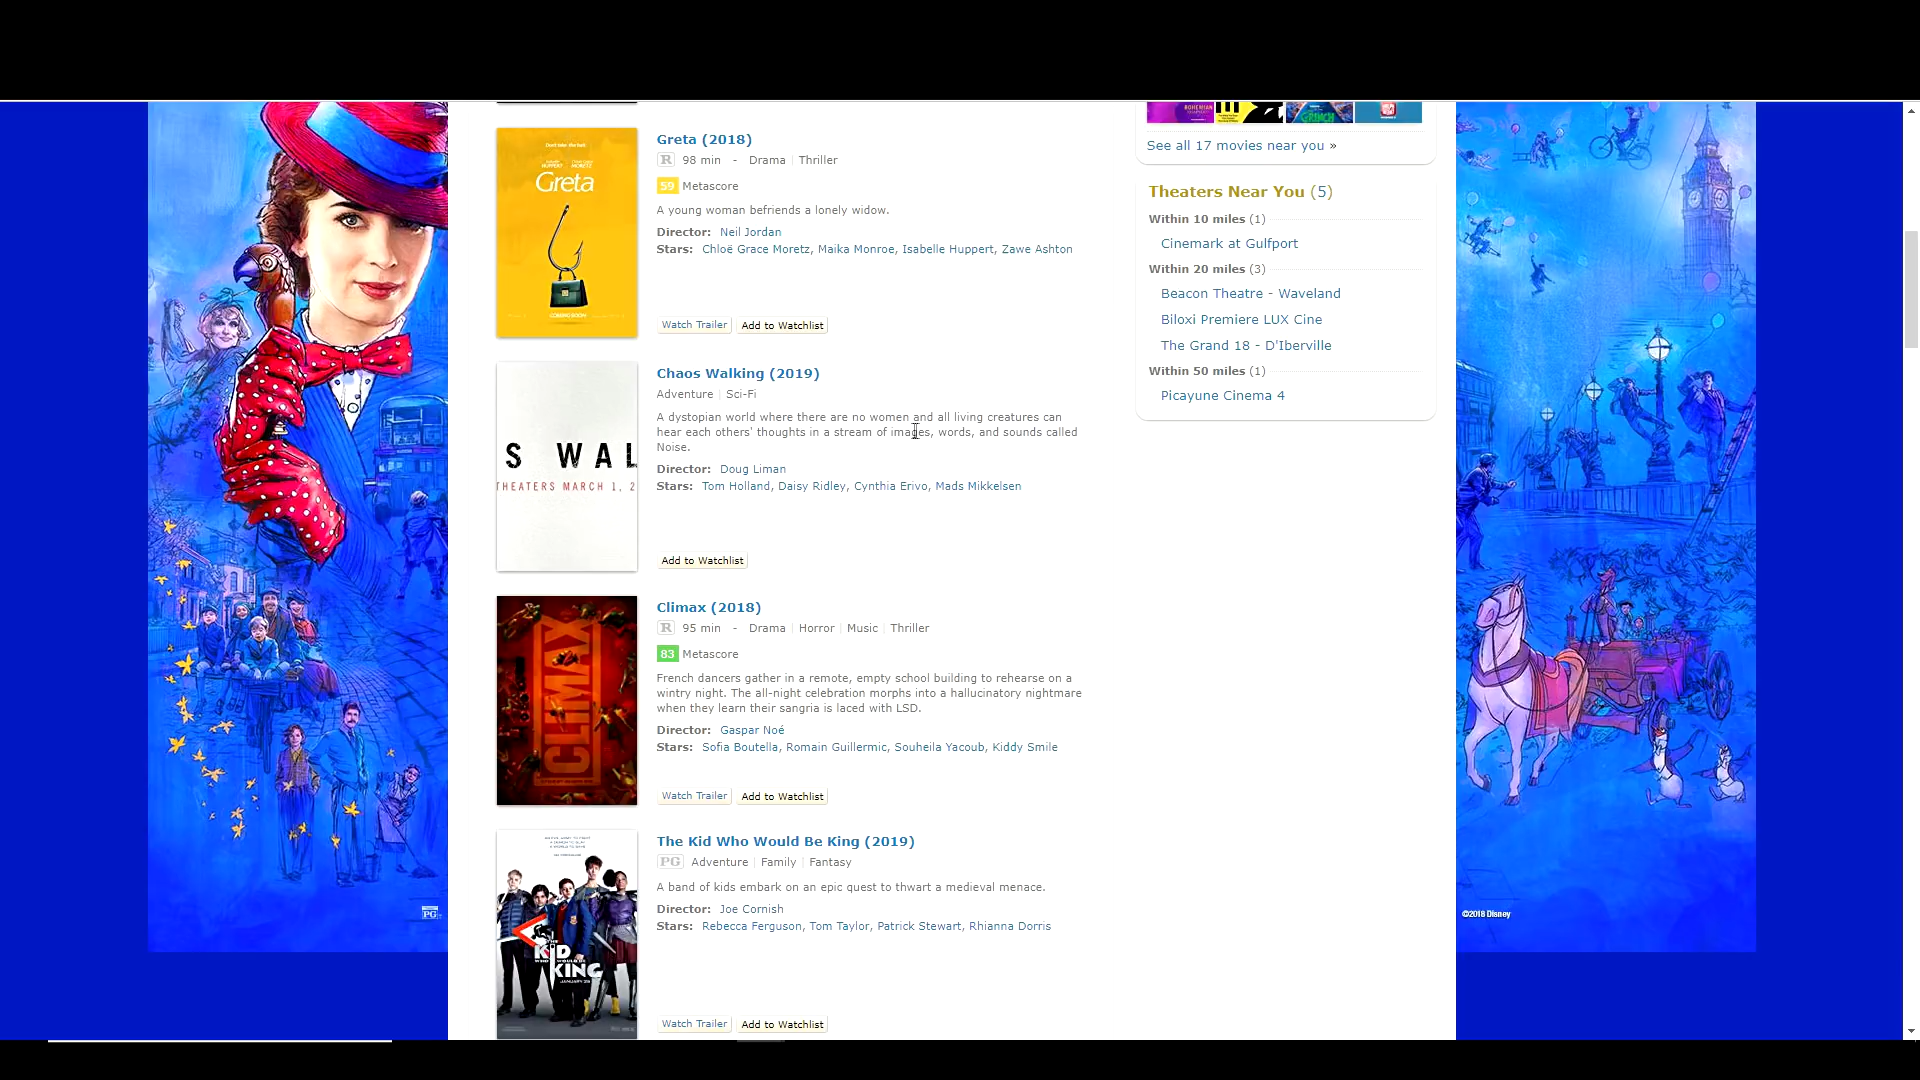 Greta (2018)
R 98 min - Drama | Thriller
59 Metascore
A young woman befriends a lonely widow.
Director: Neil Jordan
Stars: Chloë Grace Moretz, Maika Monroe, Isabelle Huppert, Zawe Ashton
Watch Trailer Add to Watchlist
Greta
COMING SOON
Chaos Walking (2019)
Adventure | Sci-Fi
A dystopian world where there are no women and all living creatures can
hear each others' thoughts in a stream of images, words, and sounds called
Noise.
Director: Doug Liman
Stars: Tom Holland, Daisy Ridley, Cynthia Erivo, Mads Mikkelsen
Add to Watchlist
S WAL
THEATERS MARCH 1, 2
Climax (2018)
R 95 min - Drama | Horror | Music | Thriller
83 Metascore
French dancers gather in a remote, empty school building to rehearse on a
wintry night. The all-night celebration morphs into a hallucinatory nightmare
when they learn their sangria is laced with LSD.
Director: Gaspar Noé
Stars: Sofia Boutella, Romain Guillermic, Souheila Yacoub, Kiddy Smile
Watch Trailer Add to Watchlist
CLIMAX
The Kid Who Would Be King (2019)
PG Adventure | Family | Fantasy
A band of kids embark on an epic quest to thwart a medieval menace.
Director: Joe Cornish
Stars: Rebecca Ferguson, Tom Taylor, Patrick Stewart, Rhianna Dorris
Watch Trailer Add to Watchlist
THE
KID
WHO WOULD BE
KING
JANUARY 25
See all 17 movies near you »
Theaters Near You (5)
Within 10 miles (1)
Cinemark at Gulfport
Within 20 miles (3)
Beacon Theatre - Waveland
Biloxi Premiere LUX Cine
The Grand 18 - D'Iberville
Within 50 miles (1)
Picayune Cinema 4
GRINCH
PG
©2018 Disney